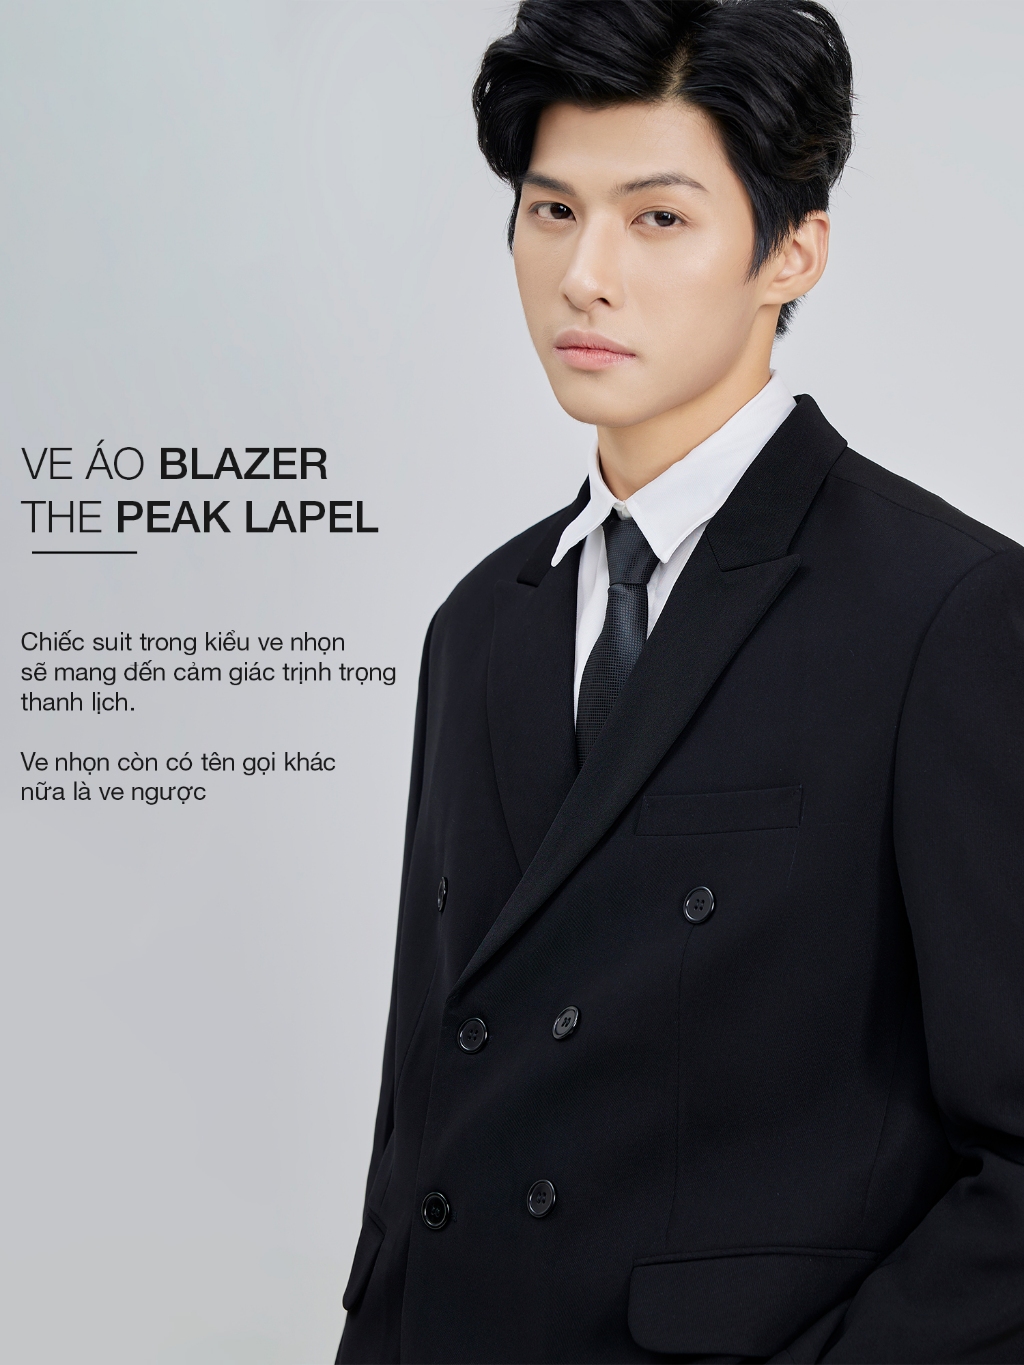 VE ÁO BLAZER
THE PEAK LAPEL
Chiếc suit trong kiểu ve nhọn
sẽ mang đến cảm giác trịnh trọng
thanh lịch.
Ve nhọn còn có tên gọi khác
nữa là ve ngược